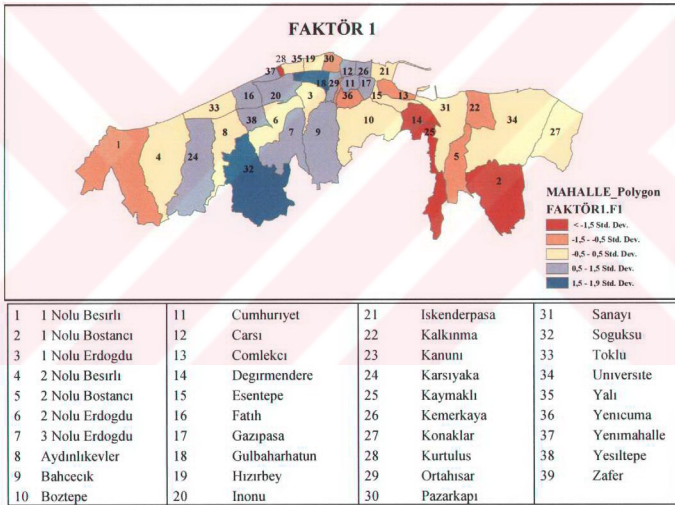 FAKTÖR 1
28 35 19 30
37 12 26 21
16 20 18 29 11 17
3 36 15 13
33 38 6 10 14 25 31 22 34 27
1 4 24 8 7 9 5
32 2
MAHALLE_Polygon
FAKTÖR1.F1
< -1,5 Std. Dev.
-1,5 - -0,5 Std. Dev.
-0,5 - 0,5 Std. Dev.
0,5 - 1,5 Std. Dev.
1,5 - 1,9 Std. Dev.
1 1 Nolu Besırlı 11 Cumhurıyet 21 Iskenderpasa 31 Sanayı
2 1 Nolu Bostancı 12 Carsı 22 Kalkınma 32 Soguksu
3 1 Nolu Erdogdu 13 Comlekcı 23 Kanunı 33 Toklu
4 2 Nolu Besırlı 14 Degırmendere 24 Karsıyaka 34 Unıversıte
5 2 Nolu Bostancı 15 Esentepe 25 Kaymaklı 35 Yalı
6 2 Nolu Erdogdu 16 Fatıh 26 Kemerkaya 36 Yenıcuma
7 3 Nolu Erdogdu 17 Gazıpasa 27 Konaklar 37 Yenımahalle
8 Aydınlıkevler 18 Gulbaharhatun 28 Kurtulus 38 Yesıltepe
9 Bahcecık 19 Hızırbey 29 Ortahısar 39 Zafer
10 Boztepe 20 Inonu 30 Pazarkapı